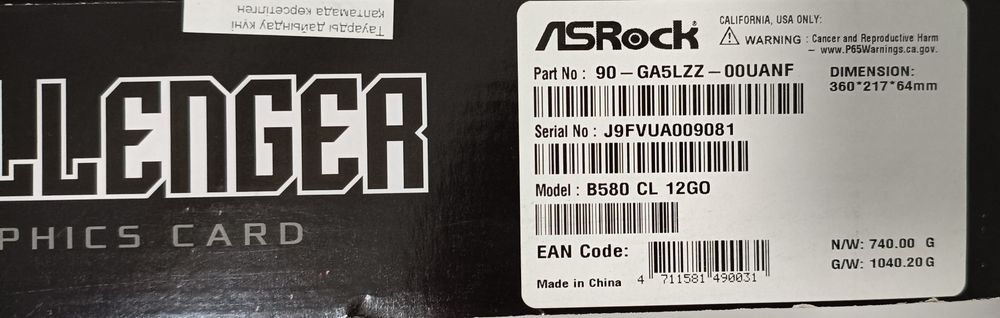 Тауарды дайындау күні
қаптамада көрсетілген
LLENGER
PHICS CARD
ASRock
CALIFORNIA, USA ONLY:
WARNING : Cancer and Reproductive Harm
– www.P65Warnings.ca.gov.
Part No : 90 – GA5LZZ – 00UANF
DIMENSION:
360*217*64mm
Serial No : J9FVUA009081
Model : B580 CL 12GO
EAN Code:
4 711581 490031
Made in China
N/W: 740.00 G
G/W: 1040.20 G